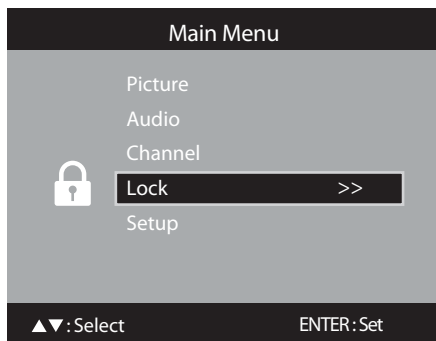 Main Menu
Picture
Audio
Channel
Lock >>
Setup
▲▼: Select ENTER: Set